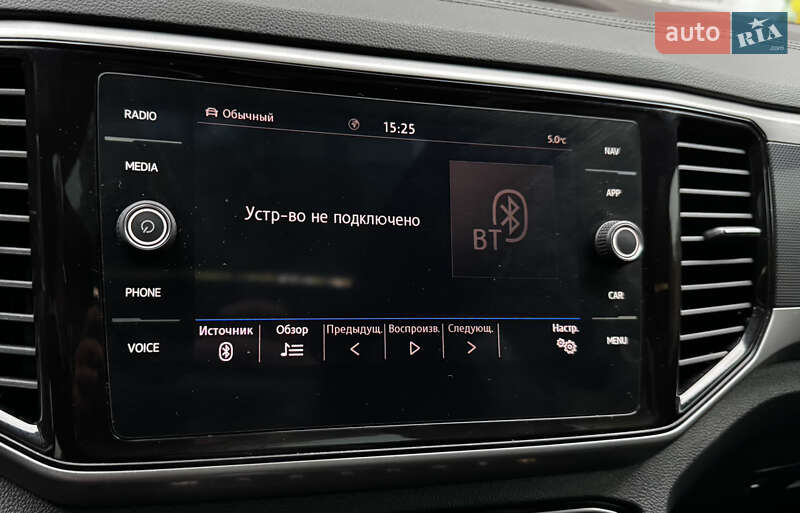 auto RIA .com
RADIO
Обычный
15:25
5.0°C
NAV
MEDIA
APP
Устр-во не подключено
BT
PHONE
CAR
VOICE
Источник Обзор Предыдущ. Воспроизв. Следующ. Настр.
MENU